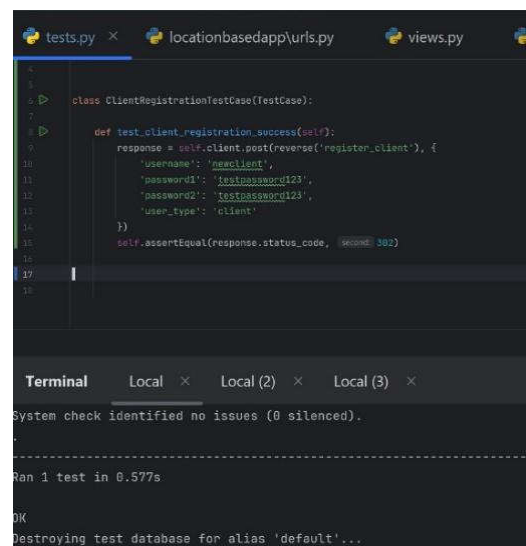 tests.py ×   locationbasedapp\urls.py   views.py
4
5
6 class ClientRegistrationTestCase(TestCase):
7
8     def test_client_registration_success(self):
9         response = self.client.post(reverse('register_client'), {
10             'username': 'newclient',
11             'password1': 'testpassword123',
12             'password2': 'testpassword123',
13             'user_type': 'client'
14         })
15         self.assertEqual(response.status_code, second: 302)
16
17
18
Terminal   Local ×   Local (2) ×   Local (3) ×
System check identified no issues (0 silenced).
.
----------------------------------------------------------------------
Ran 1 test in 0.577s
OK
Destroying test database for alias 'default'...